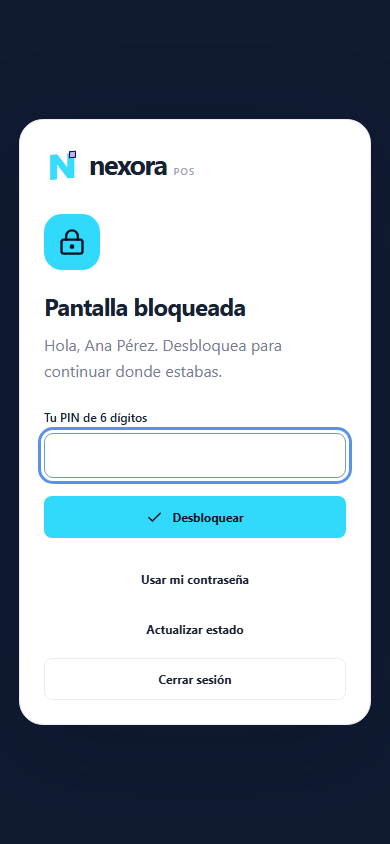 nexora POS
Pantalla bloqueada
Hola, Ana Pérez. Desbloquea para
continuar donde estabas.
Tu PIN de 6 dígitos
Desbloquear
Usar mi contraseña
Actualizar estado
Cerrar sesión